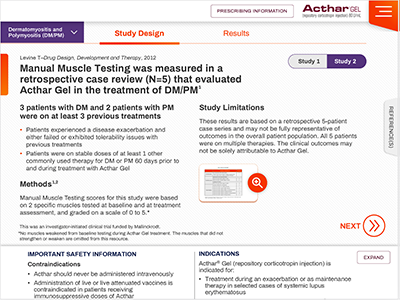 PRESCRIBING INFORMATION
Acthar GEL
(repository corticotropin injection) 80 U/mL
Dermatomyositis and
Polymyositis (DM/PM)
Study Design
Results
Levine T–Drug Design, Development and Therapy, 2012
Manual Muscle Testing was measured in a
retrospective case review (N=5) that evaluated
Acthar Gel in the treatment of DM/PM1
Study 1
Study 2
3 patients with DM and 2 patients with PM
were on at least 3 previous treatments
• Patients experienced a disease exacerbation and
either failed or exhibited tolerability issues with
previous treatments
• Patients were on stable doses of at least 1 other
commonly used therapy for DM or PM 60 days prior to
and during treatment with Acthar Gel
Methods1,2
Manual Muscle Testing scores for this study were based
on 2 specific muscles tested at baseline and at treatment
assessment, and graded on a scale of 0 to 5.*
Study Limitations
These results are based on a retrospective 5-patient
case series and may not be fully representative of
outcomes in the overall patient population. All 5 patients
were on multiple therapies. The clinical outcomes may
not be solely attributable to Acthar Gel.
REFERENCE(S)
NEXT
This was an investigator-initiated clinical trial funded by Mallinckrodt.
*No muscles weakened from baseline testing during Acthar Gel treatment. The muscles that did not
strengthen or weaken are omitted from this resource.
IMPORTANT SAFETY INFORMATION
Contraindications
• Acthar should never be administered intravenously
• Administration of live or live attenuated vaccines is
contraindicated in patients receiving
immunosuppressive doses of Acthar
INDICATIONS
EXPAND
Acthar® Gel (repository corticotropin injection) is
indicated for:
• Treatment during an exacerbation or as maintenance
therapy in selected cases of systemic lupus
erythematosus